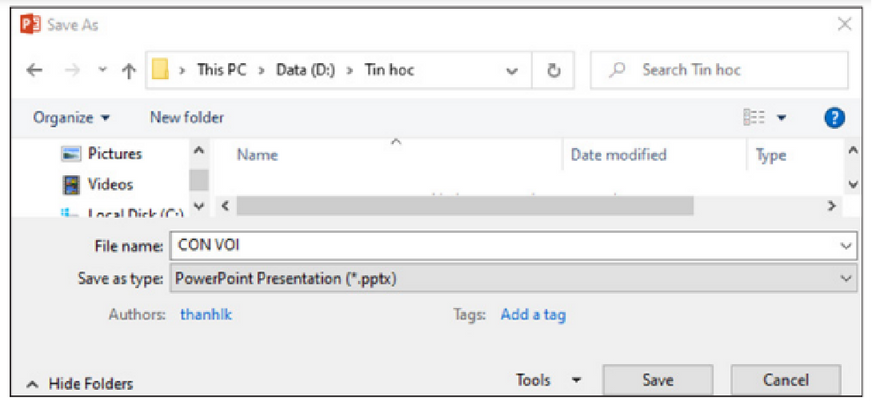 Save As
This PC > Data (D:) > Tin hoc
Search Tin hoc
Organize
New folder
Pictures
Name
Date modified
Type
Videos
Local Disk (C:)
File name: CON VOI
Save as type: PowerPoint Presentation (*.pptx)
Authors: thanhlk
Tags: Add a tag
Hide Folders
Tools
Save
Cancel